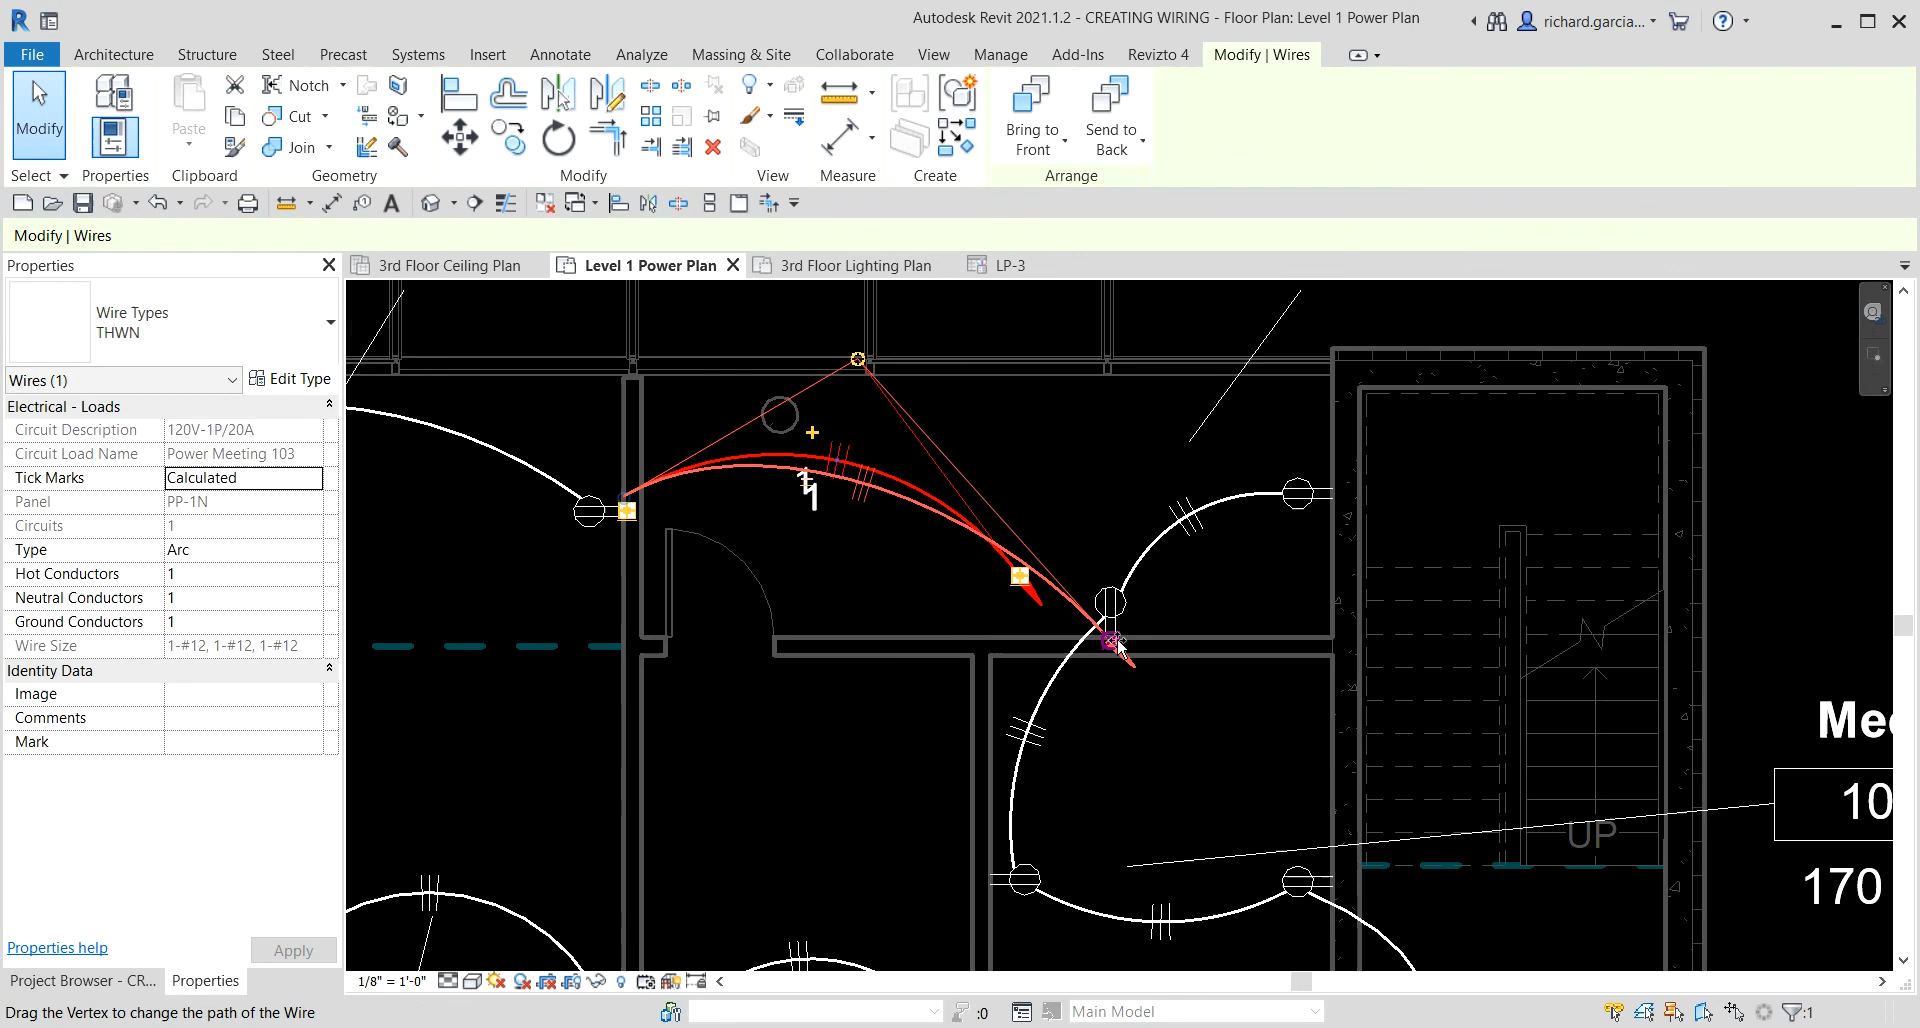 Autodesk Revit 2021.1.2 - CREATING WIRING - Floor Plan: Level 1 Power Plan
richard.garcia...
File Architecture Structure Steel Precast Systems Insert Annotate Analyze Massing & Site Collaborate View Manage Add-Ins Revizto 4 Modify | Wires
Modify
Paste
Notch
Cut
Join
Bring to Front
Send to Back
Select Properties Clipboard Geometry Modify View Measure Create Arrange
Modify | Wires
Properties
3rd Floor Ceiling Plan
Level 1 Power Plan
3rd Floor Lighting Plan
LP-3
Wire Types
THWN
Wires (1)
Edit Type
Electrical - Loads
Circuit Description 120V-1P/20A
Circuit Load Name Power Meeting 103
Tick Marks Calculated
Panel PP-1N
Circuits 1
Type Arc
Hot Conductors 1
Neutral Conductors 1
Ground Conductors 1
Wire Size 1-#12, 1-#12, 1-#12
Identity Data
Image
Comments
Mark
UP
10
170
Properties help
Apply
Project Browser - CR...
Properties
1/8" = 1'-0"
Drag the Vertex to change the path of the Wire
:0
Main Model
:1